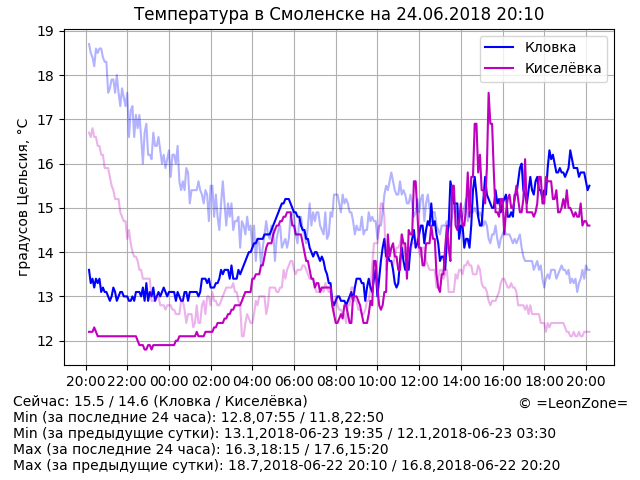 Температура в Смоленске на 24.06.2018 20:10
Кловка
Киселёвка
градусов Цельсия, °C
19
18
17
16
15
14
13
12
20:00 22:00 00:00 02:00 04:00 06:00 08:00 10:00 12:00 14:00 16:00 18:00 20:00
Сейчас: 15.5 / 14.6 (Кловка / Киселёвка)
© =LeonZone=
Min (за последние 24 часа): 12.8,07:55 / 11.8,22:50
Min (за предыдущие сутки): 13.1,2018-06-23 19:35 / 12.1,2018-06-23 03:30
Max (за последние 24 часа): 16.3,18:15 / 17.6,15:20
Max (за предыдущие сутки): 18.7,2018-06-22 20:10 / 16.8,2018-06-22 20:20